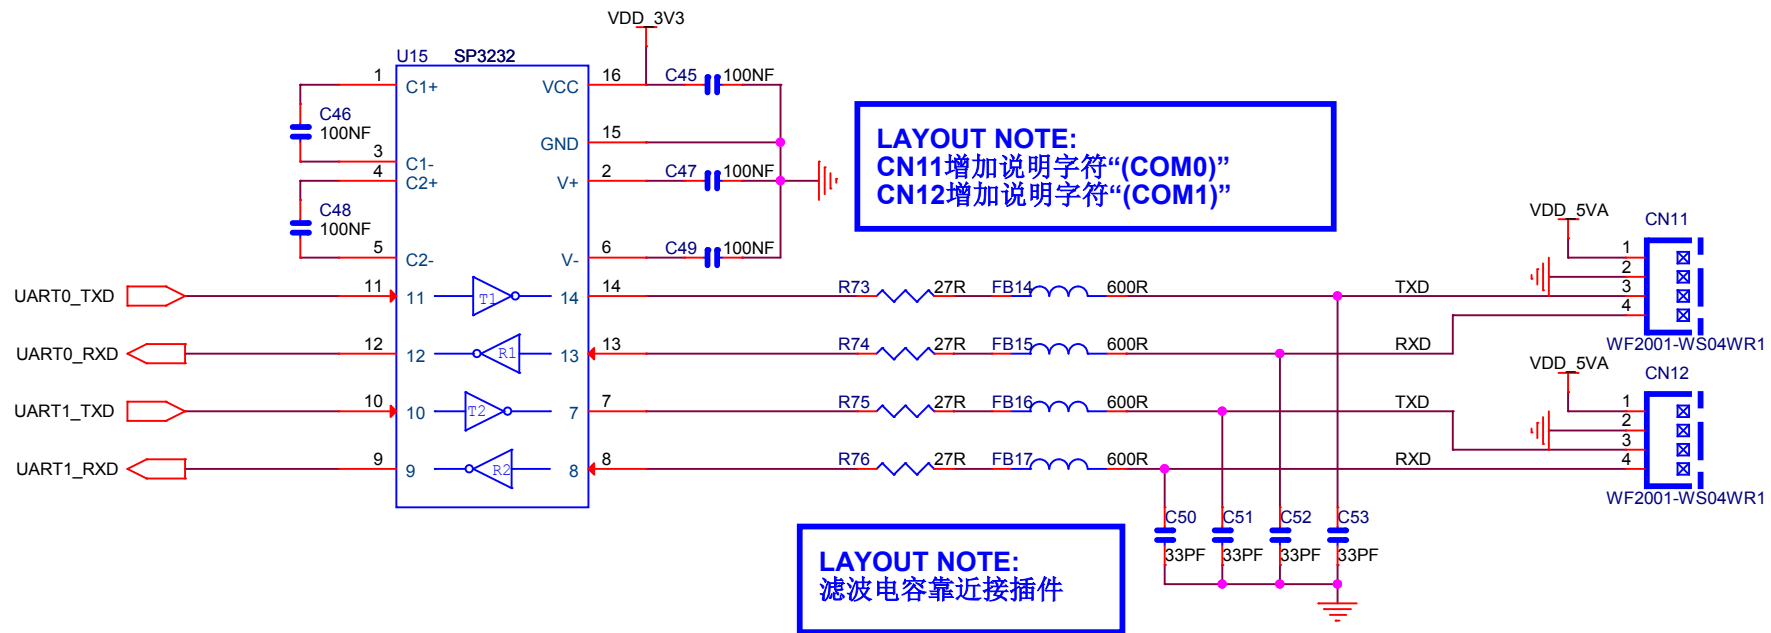 VDD_3V3
U15 SP3232
1 C1+ VCC 16 C45 100NF
C46
100NF
GND 15
3 C1-
4 C2+ V+ 2 C47 100NF
C48
100NF
5 C2- V- 6 C49 100NF
LAYOUT NOTE:
CN11增加说明字符“(COM0)”
CN12增加说明字符“(COM1)”
VDD_5VA
CN11
1
2
3
4
WF2001-WS04WR1
UART0_TXD 11 11 T1 14 14 R73 27R FB14 600R TXD
UART0_RXD 12 12 R1 13 13 R74 27R FB15 600R RXD
VDD_5VA
CN12
1
2
3
4
WF2001-WS04WR1
UART1_TXD 10 10 T2 7 7 R75 27R FB16 600R TXD
UART1_RXD 9 9 R2 8 8 R76 27R FB17 600R RXD
C50 C51 C52 C53
33PF 33PF 33PF 33PF
LAYOUT NOTE:
滤波电容靠近接插件